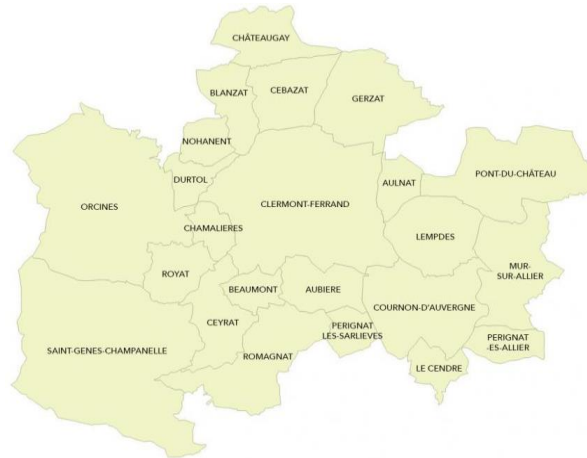 CHÂTEAUGAY
BLANZAT
CEBAZAT
GERZAT
NOHANENT
DURTOL
AULNAT
PONT-DU-CHÂTEAU
ORCINES
CLERMONT-FERRAND
CHAMALIERES
LEMPDES
ROYAT
MUR-
SUR-ALLIER
BEAUMONT
AUBIERE
COURNON-D'AUVERGNE
CEYRAT
PERIGNAT
LES-SARLIEVES
PERIGNAT
-ES-ALLIER
SAINT-GENES-CHAMPANELLE
ROMAGNAT
LE CENDRE